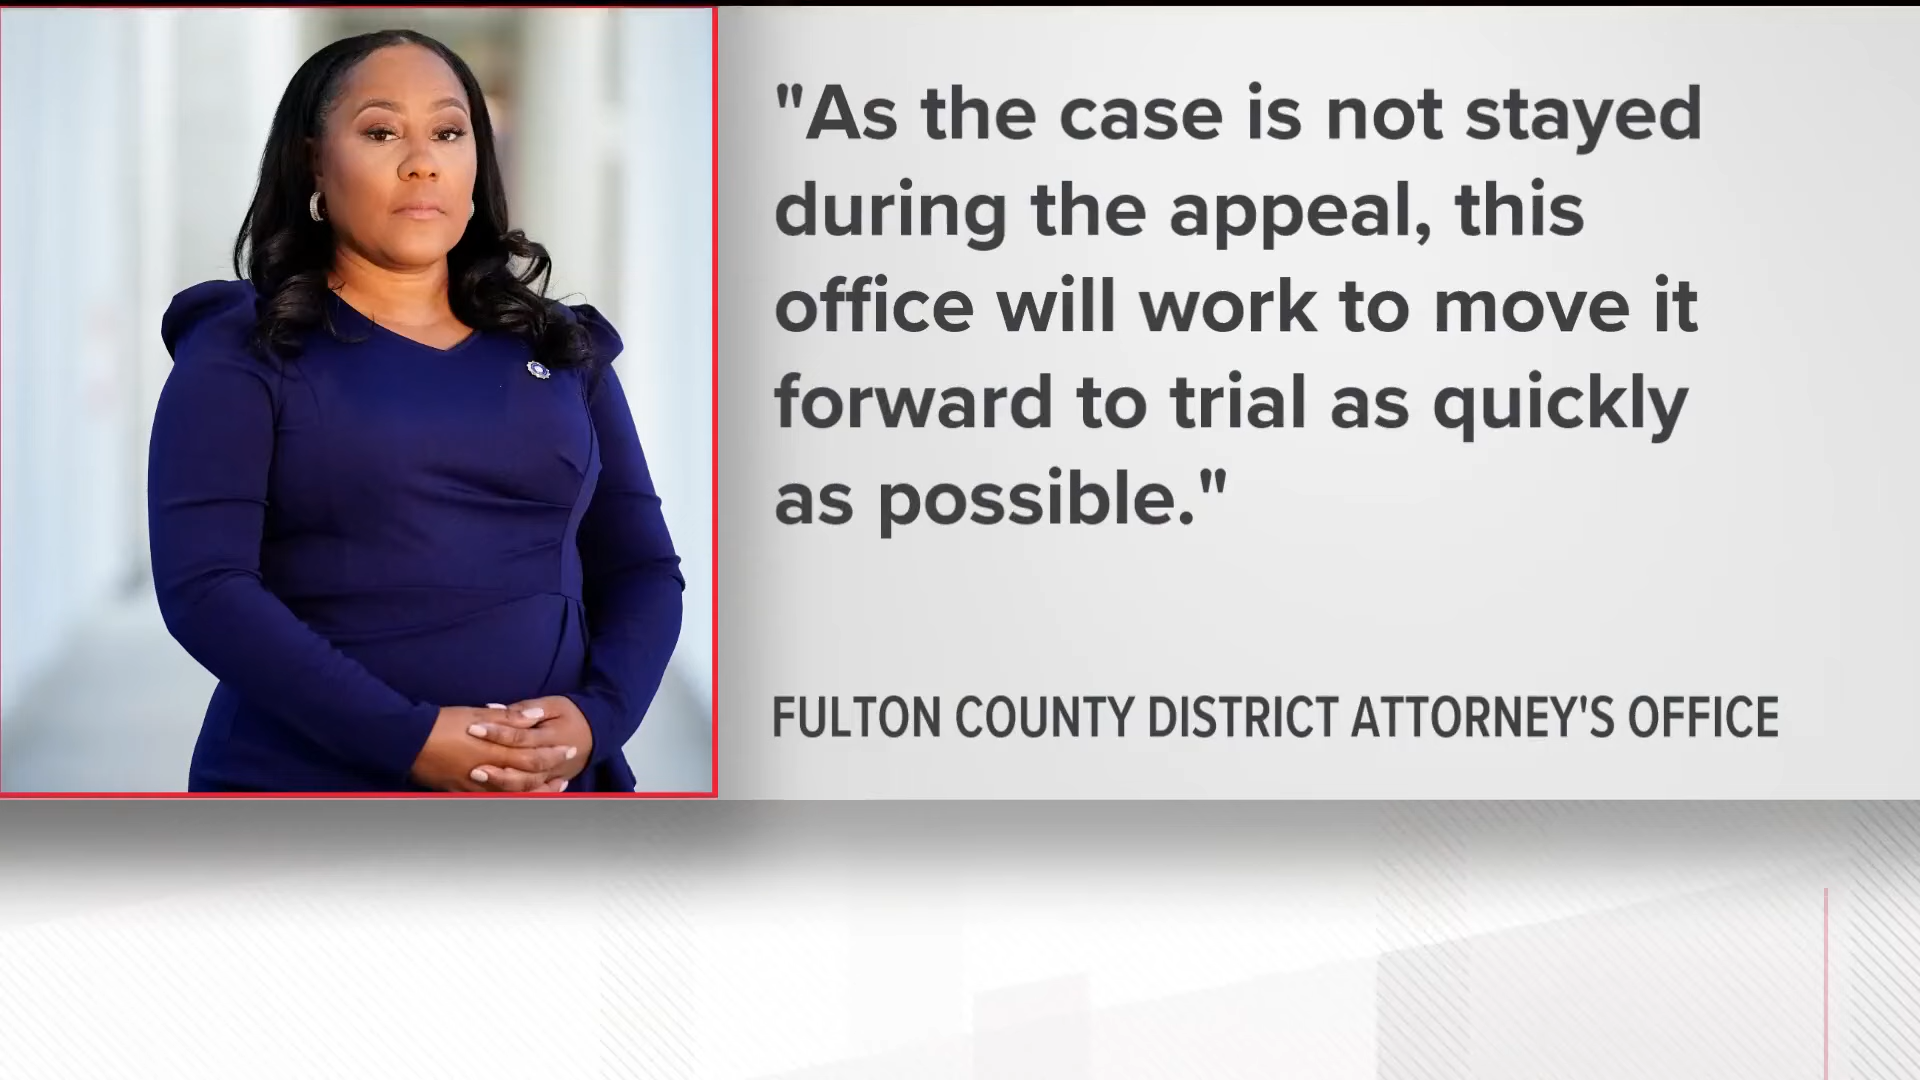 "As the case is not stayed
during the appeal, this
office will work to move it
forward to trial as quickly
as possible."
FULTON COUNTY DISTRICT ATTORNEY'S OFFICE